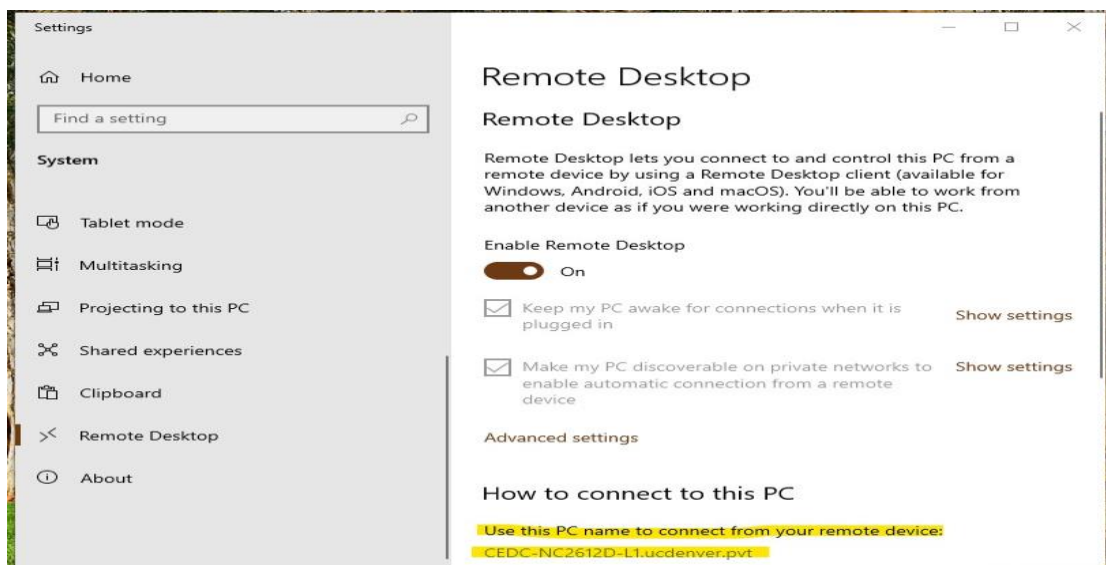 Settings
Home
Find a setting
System
Tablet mode
Multitasking
Projecting to this PC
Shared experiences
Clipboard
Remote Desktop
About
Remote Desktop
Remote Desktop
Remote Desktop lets you connect to and control this PC from a
remote device by using a Remote Desktop client (available for
Windows, Android, iOS and macOS). You'll be able to work from
another device as if you were working directly on this PC.
Enable Remote Desktop
On
Keep my PC awake for connections when it is
plugged in
Show settings
Make my PC discoverable on private networks to
enable automatic connection from a remote
device
Show settings
Advanced settings
How to connect to this PC
Use this PC name to connect from your remote device:
CEDC-NC2612D-L1.ucdenver.pvt